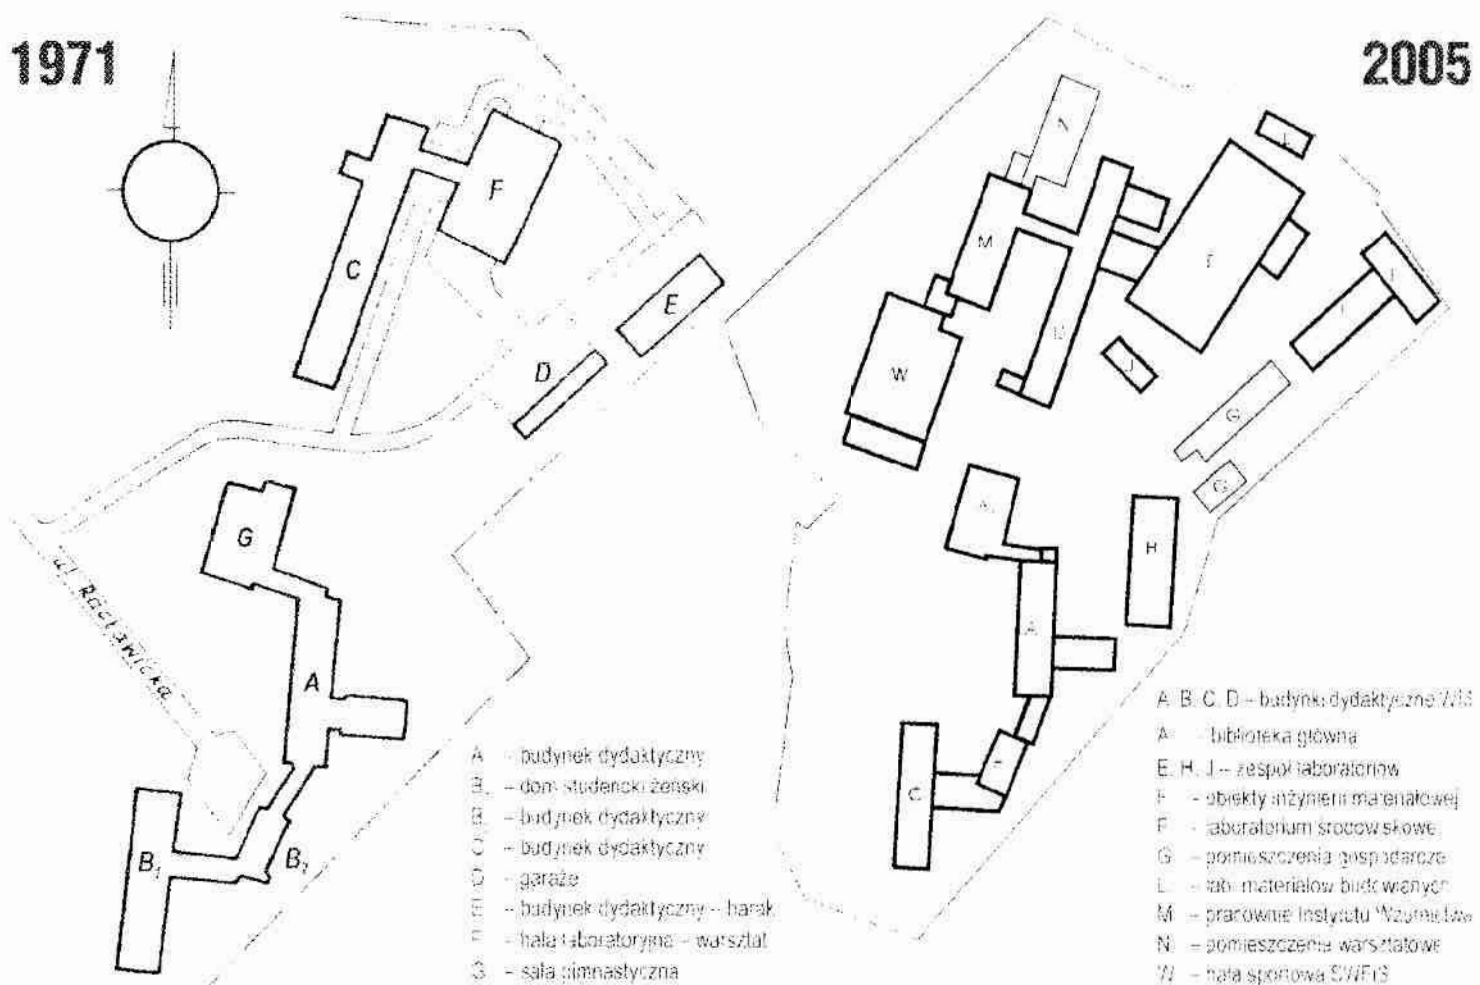 1971
2005
C
F
E
D
G
ul. Racławicka
A
B₁
B₂
A – budynek dydaktyczny
B – dom studencki żeński
B – budynek dydaktyczny
C – budynek dydaktyczny
D – garaże
E – budynek dydaktyczny – barak
F – hala laboratoryjna – warsztat
G – sala gimnastyczna
M
W
J
G
G
H
A
A
C
A, B, C, D – budynki dydaktyczne
A – biblioteka główna
E, H, J – zespół laboratoriów
F – obiekty inżynierii materiałowej
F – laboratorium środowiskowe
G – pomieszczenia gospodarcze
L – lab. materiałów budowlanych
M – pracownie Instytutu Wzornictwa
N – pomieszczenia warsztatowe
W – hala sportowa SWFiS